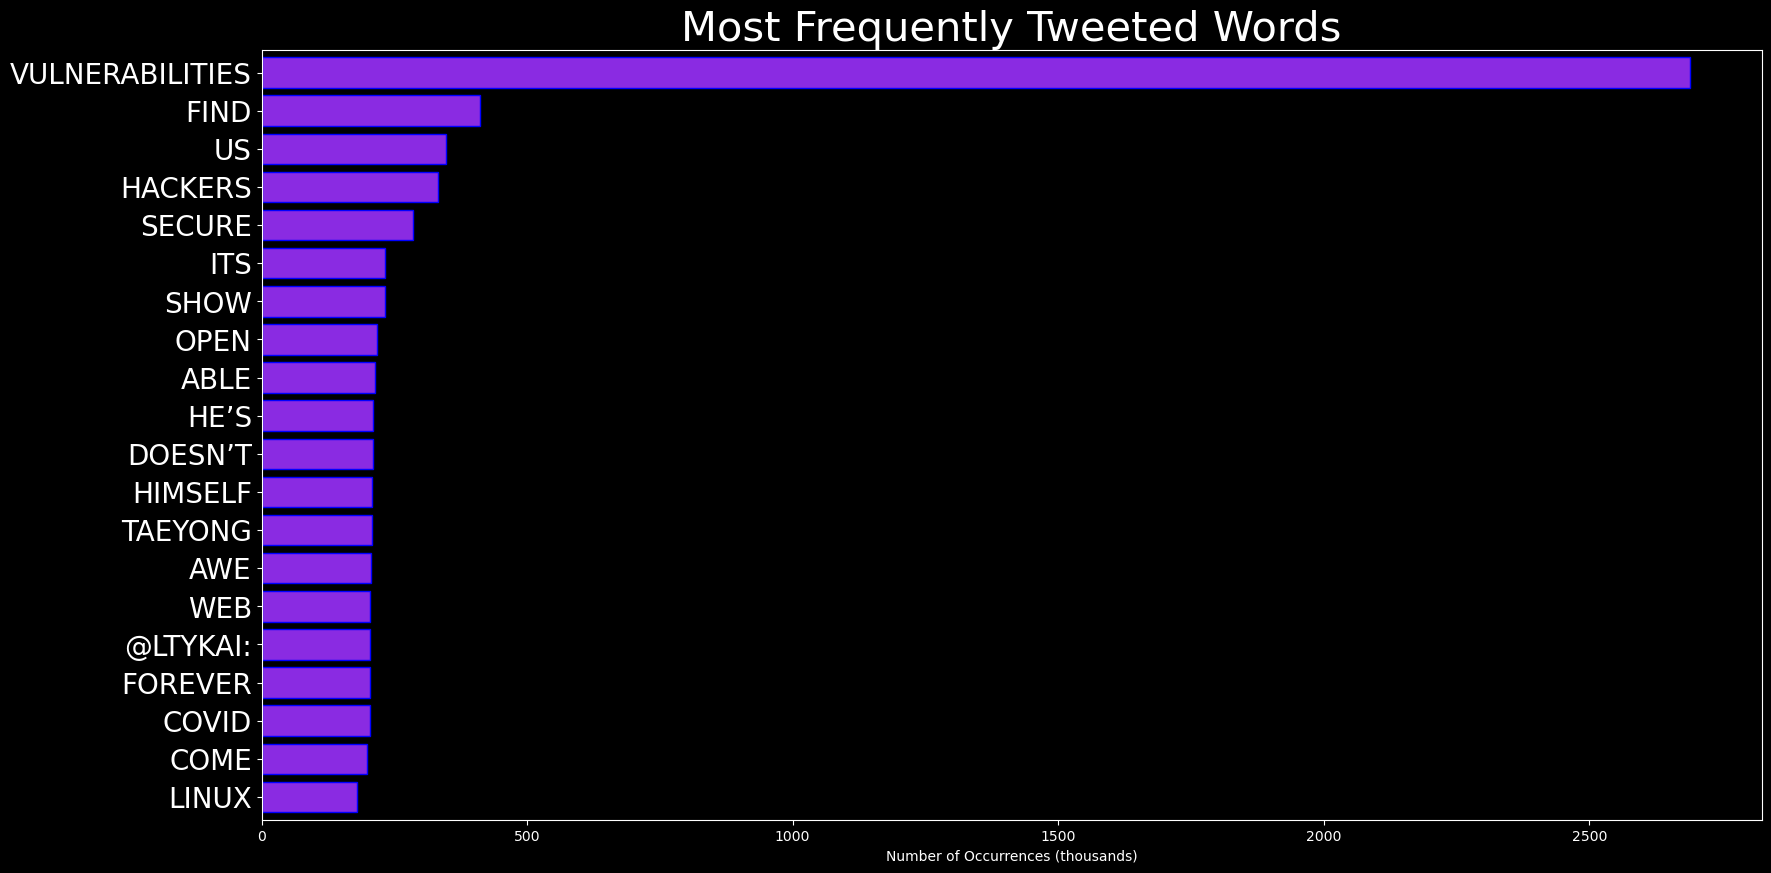 Most Frequently Tweeted Words
VULNERABILITIES
FIND
US
HACKERS
SECURE
ITS
SHOW
OPEN
ABLE
HE’S
DOESN’T
HIMSELF
TAEYONG
AWE
WEB
@LTYKAI:
FOREVER
COVID
COME
LINUX
0 500 1000 1500 2000 2500
Number of Occurrences (thousands)